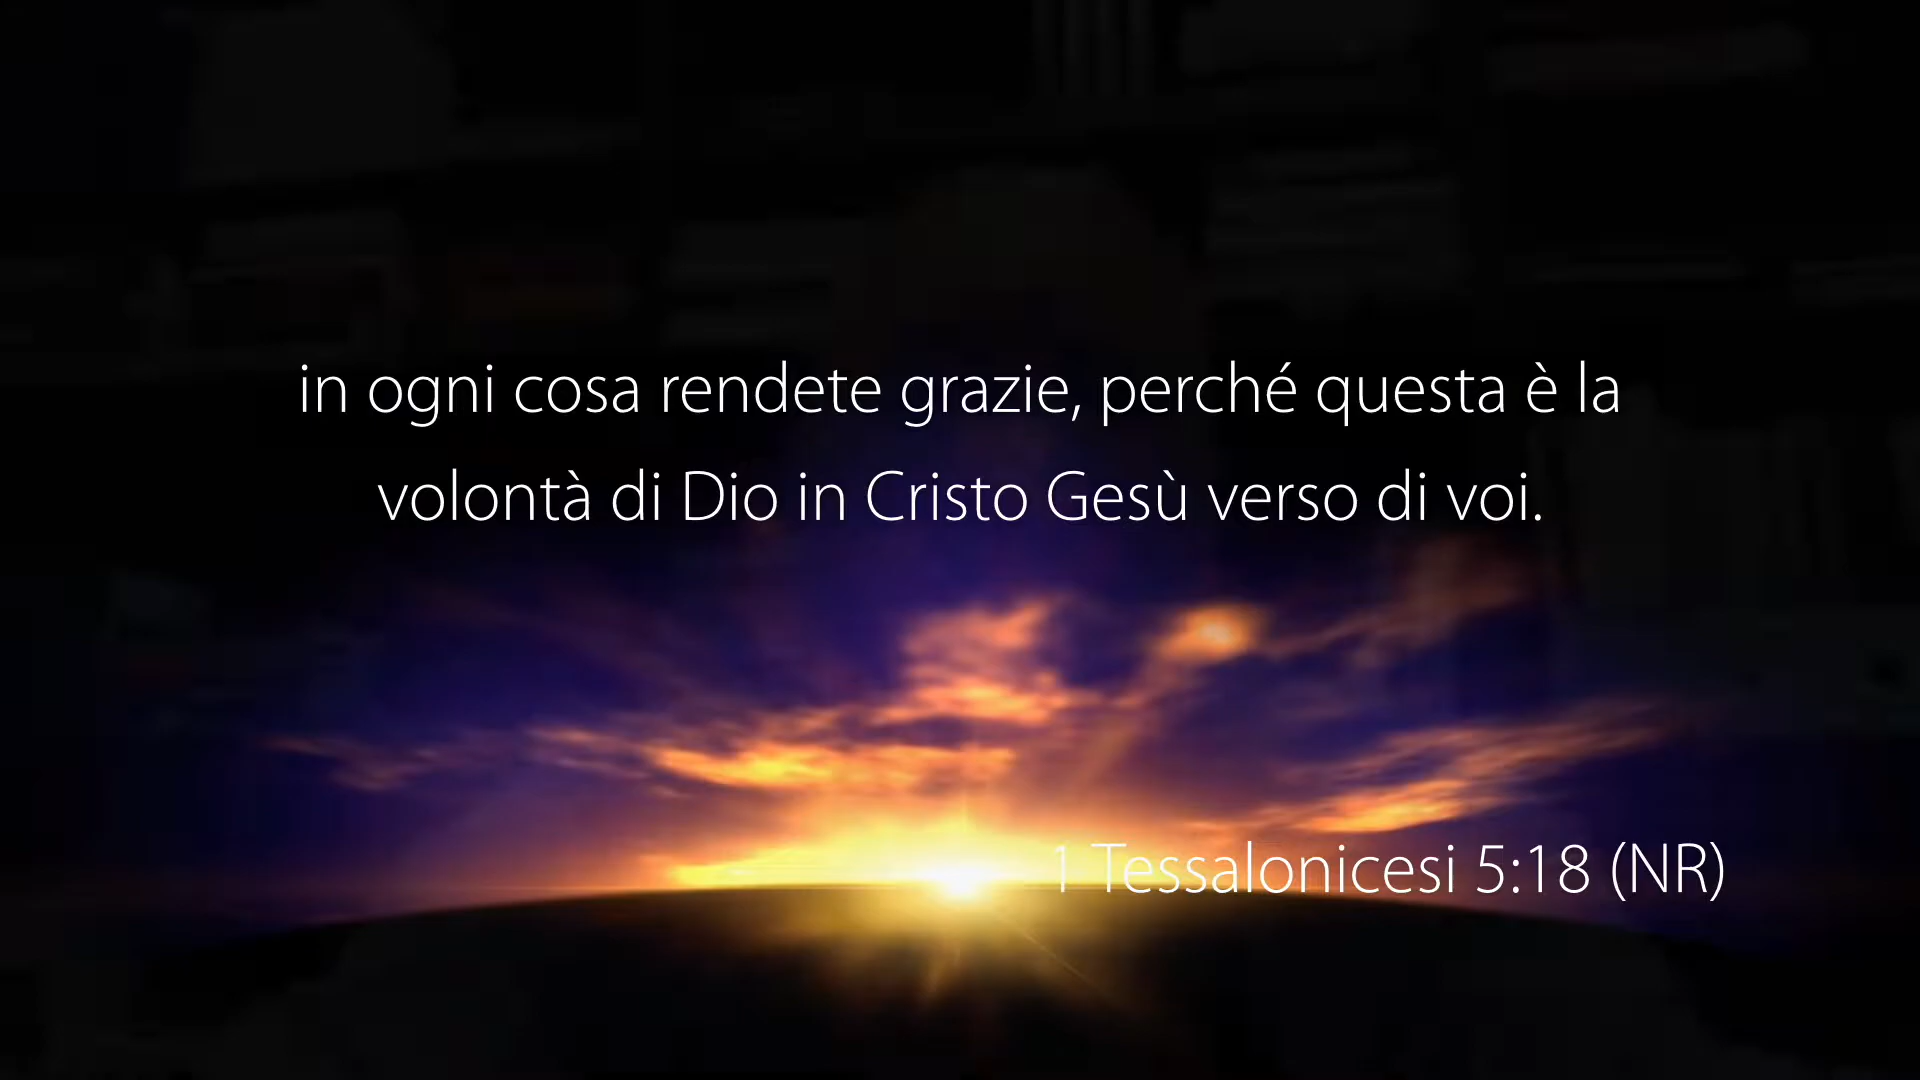 in ogni cosa rendete grazie, perché questa è la
volontà di Dio in Cristo Gesù verso di voi.
1 Tessalonicesi 5:18 (NR)